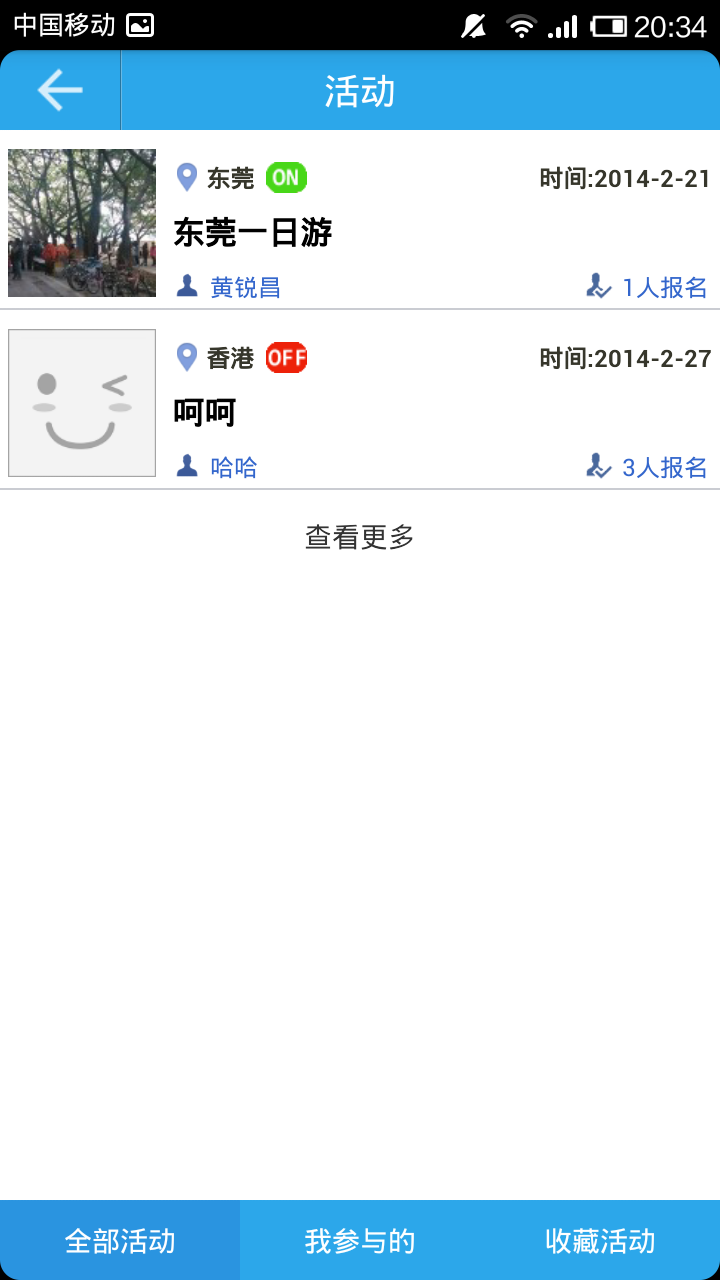 中国移动 20:34
活动
东莞 ON 时间:2014-2-21
东莞一日游
黄锐昌 1人报名
香港 OFF 时间:2014-2-27
呵呵
哈哈 3人报名
查看更多
全部活动 我参与的 收藏活动